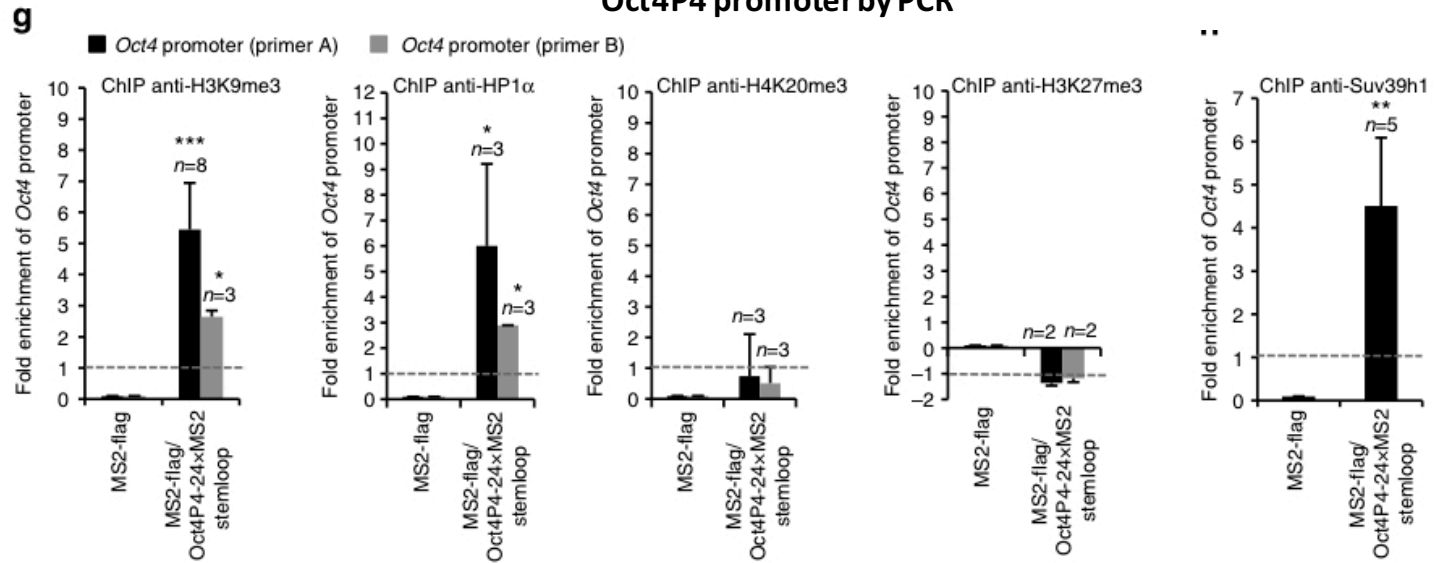 Oct4P4 promoter by PCR
g
Oct4 promoter (primer A) Oct4 promoter (primer B)
ChIP anti-H3K9me3
Fold enrichment of Oct4 promoter
10
9
8
7
6
5
4
3
2
1
0
***
n=8
*
n=3
MS2-flag
MS2-flag/
Oct4P4-24×MS2
stemloop
ChIP anti-HP1α
Fold enrichment of Oct4 promoter
12
11
10
9
8
7
6
5
4
3
2
1
0
*
n=3
*
n=3
MS2-flag
MS2-flag/
Oct4P4-24×MS2
stemloop
ChIP anti-H4K20me3
Fold enrichment of Oct4 promoter
10
9
8
7
6
5
4
3
2
1
0
n=3
n=3
MS2-flag
MS2-flag/
Oct4P4-24×MS2
stemloop
ChIP anti-H3K27me3
Fold enrichment of Oct4 promoter
10
9
8
7
6
5
4
3
2
1
0
−1
−2
n=2 n=2
MS2-flag
MS2-flag/
Oct4P4-24×MS2
stemloop
ChIP anti-Suv39h1
Fold enrichment of Oct4 promoter
7
6
5
4
3
2
1
0
**
n=5
MS2-flag
MS2-flag/
Oct4P4-24×MS2
stemloop